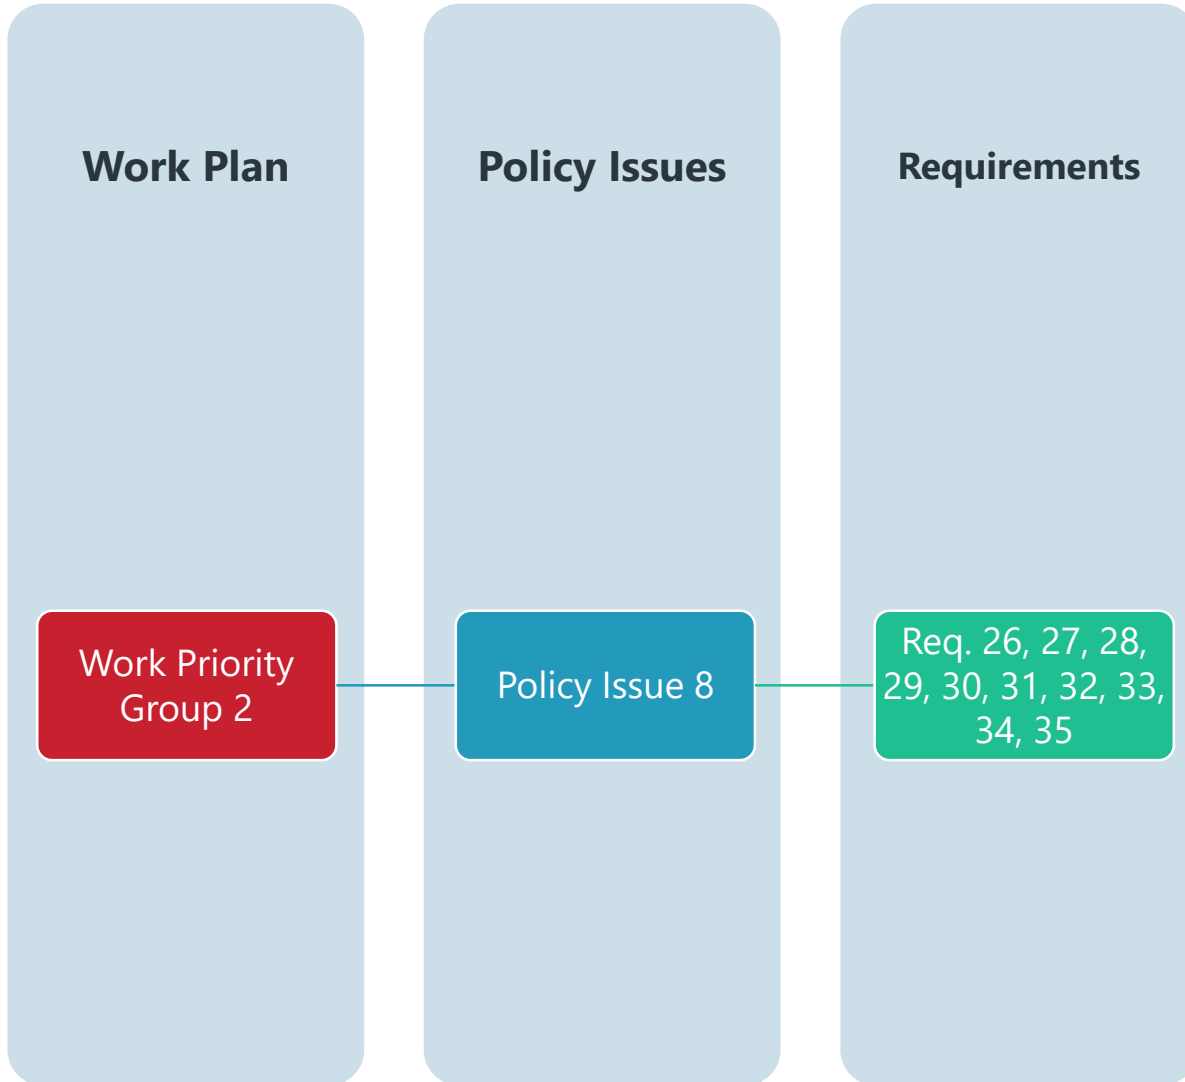 Work Plan
Policy Issues
Requirements
Work Priority
Group 2
Policy Issue 8
Req. 26, 27, 28,
29, 30, 31, 32, 33,
34, 35